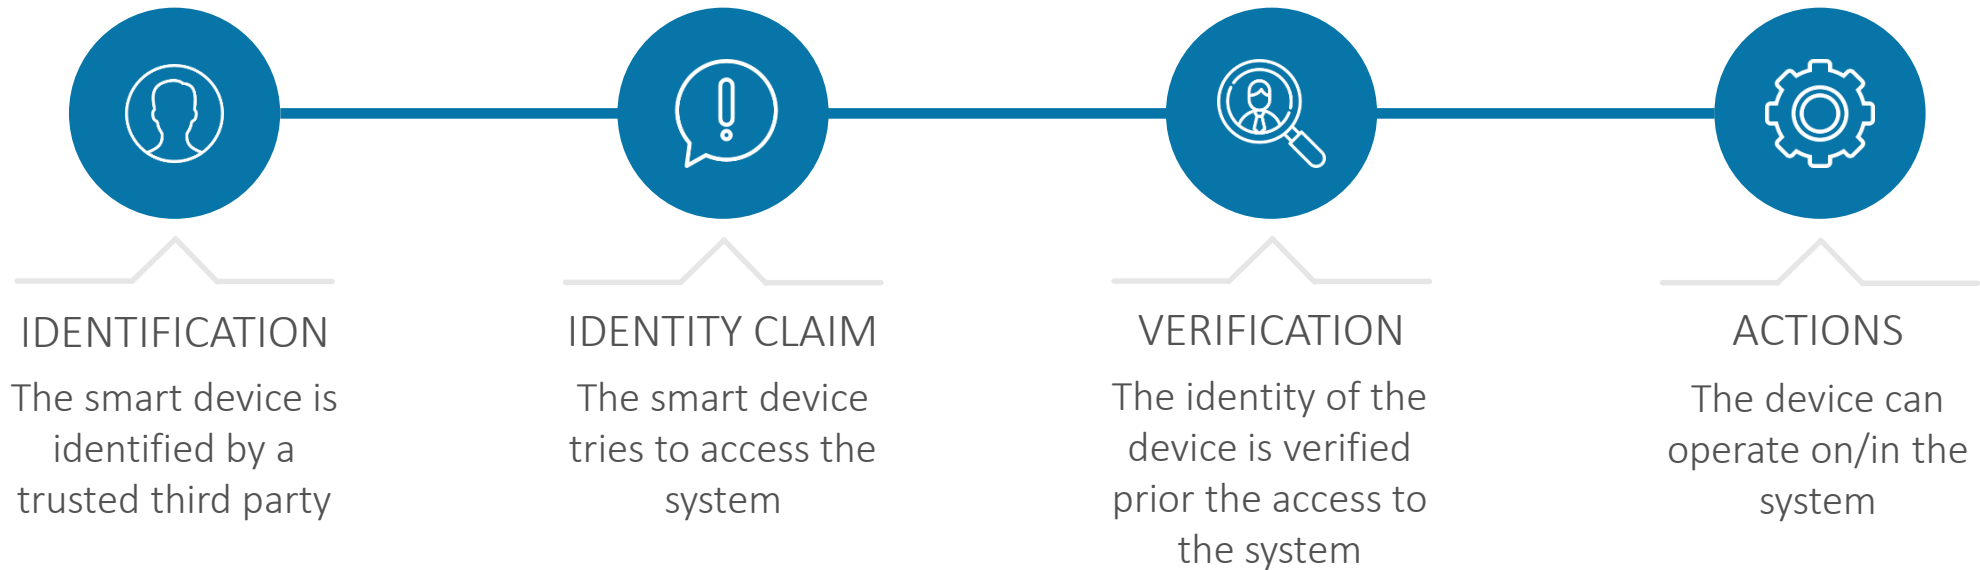 IDENTIFICATION
The smart device is
identified by a
trusted third party
IDENTITY CLAIM
The smart device
tries to access the
system
VERIFICATION
The identity of the
device is verified
prior the access to
the system
ACTIONS
The device can
operate on/in the
system